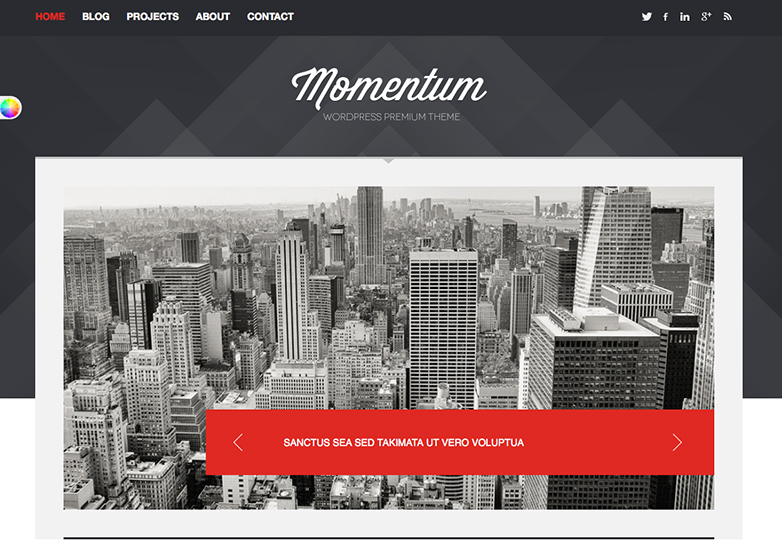 HOME BLOG PROJECTS ABOUT CONTACT
Momentum
WORDPRESS PREMIUM THEME
SANCTUS SEA SED TAKIMATA UT VERO VOLUPTUA